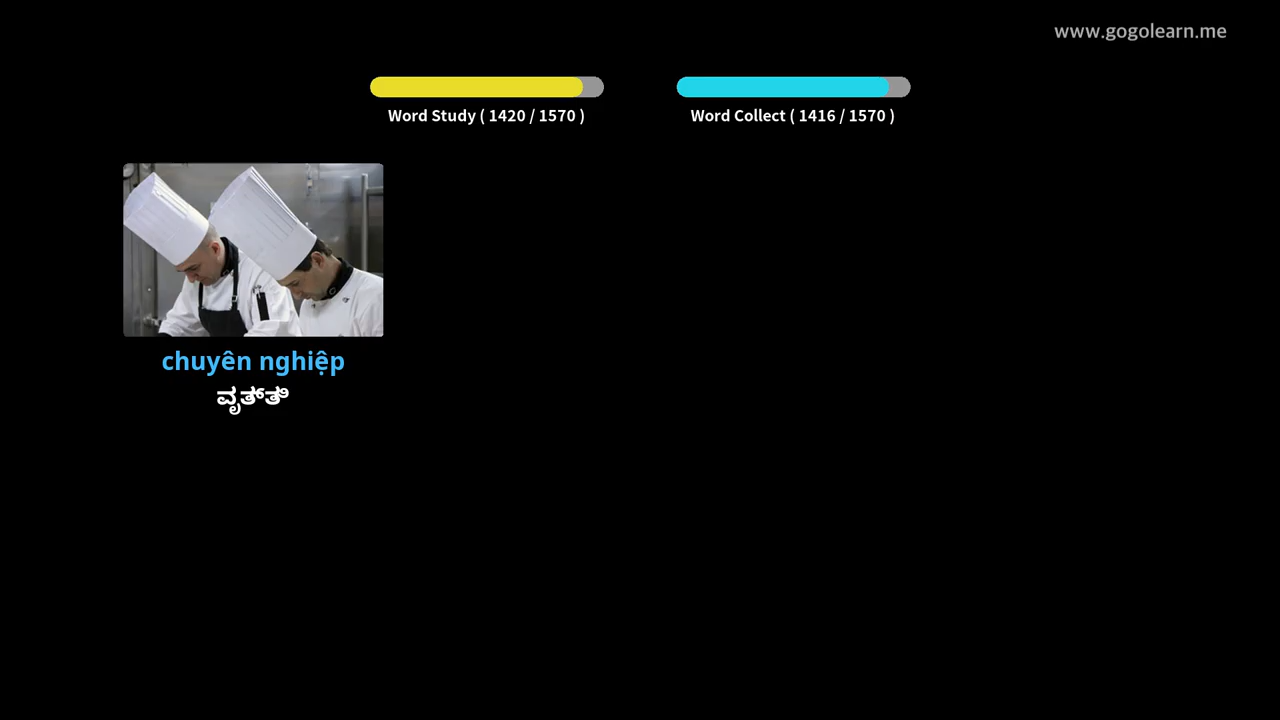 www.gogolearn.me
Word Study ( 1420 / 1570 )
Word Collect ( 1416 / 1570 )
chuyên nghiệp
ವೃತ್ತಿ